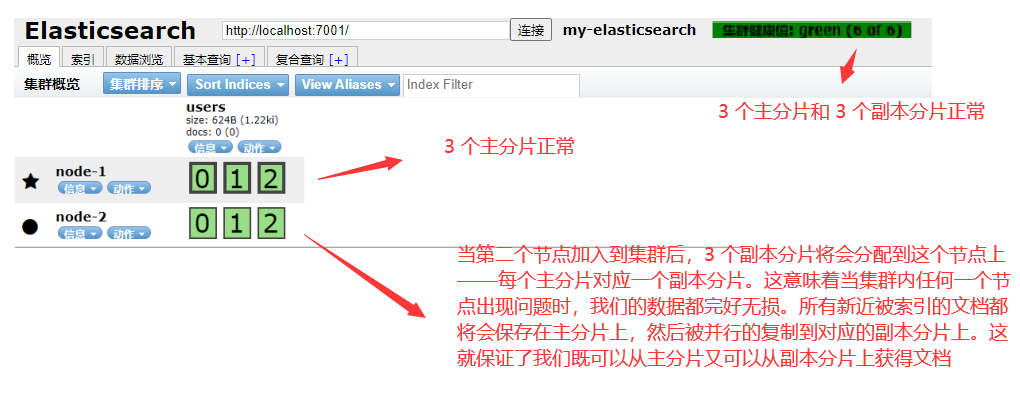 Elasticsearch http://localhost:7001/ 连接 my-elasticsearch 集群健康值: green (6 of 6)
概览 索引 数据浏览 基本查询 [+] 复合查询 [+]
集群概览 集群排序 Sort Indices View Aliases Index Filter
users
size: 624B (1.22ki)
docs: 0 (0)
信息 动作
3 个主分片和 3 个副本分片正常
3 个主分片正常
node-1
信息 动作
0 1 2
node-2
信息 动作
0 1 2
当第二个节点加入到集群后，3 个副本分片将会分配到这个节点上
——每个主分片对应一个副本分片。这意味着当集群内任何一个节
点出现问题时，我们的数据都完好无损。所有新近被索引的文档都
将会保存在主分片上，然后被并行的复制到对应的副本分片上。这
就保证了我们既可以从主分片又可以从副本分片上获得文档